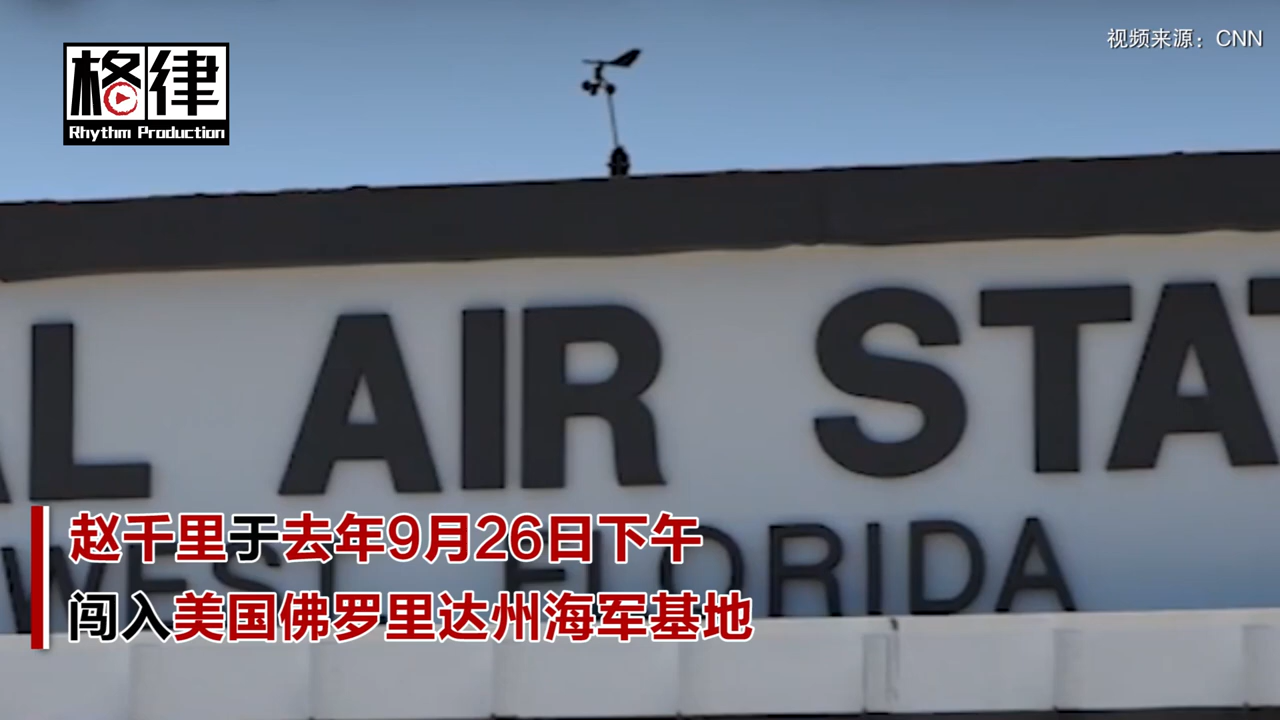 格律
Rhythm Production
视频来源：CNN
L AIR STAT
WEST FLORIDA
赵千里于去年9月26日下午
闯入美国佛罗里达州海军基地